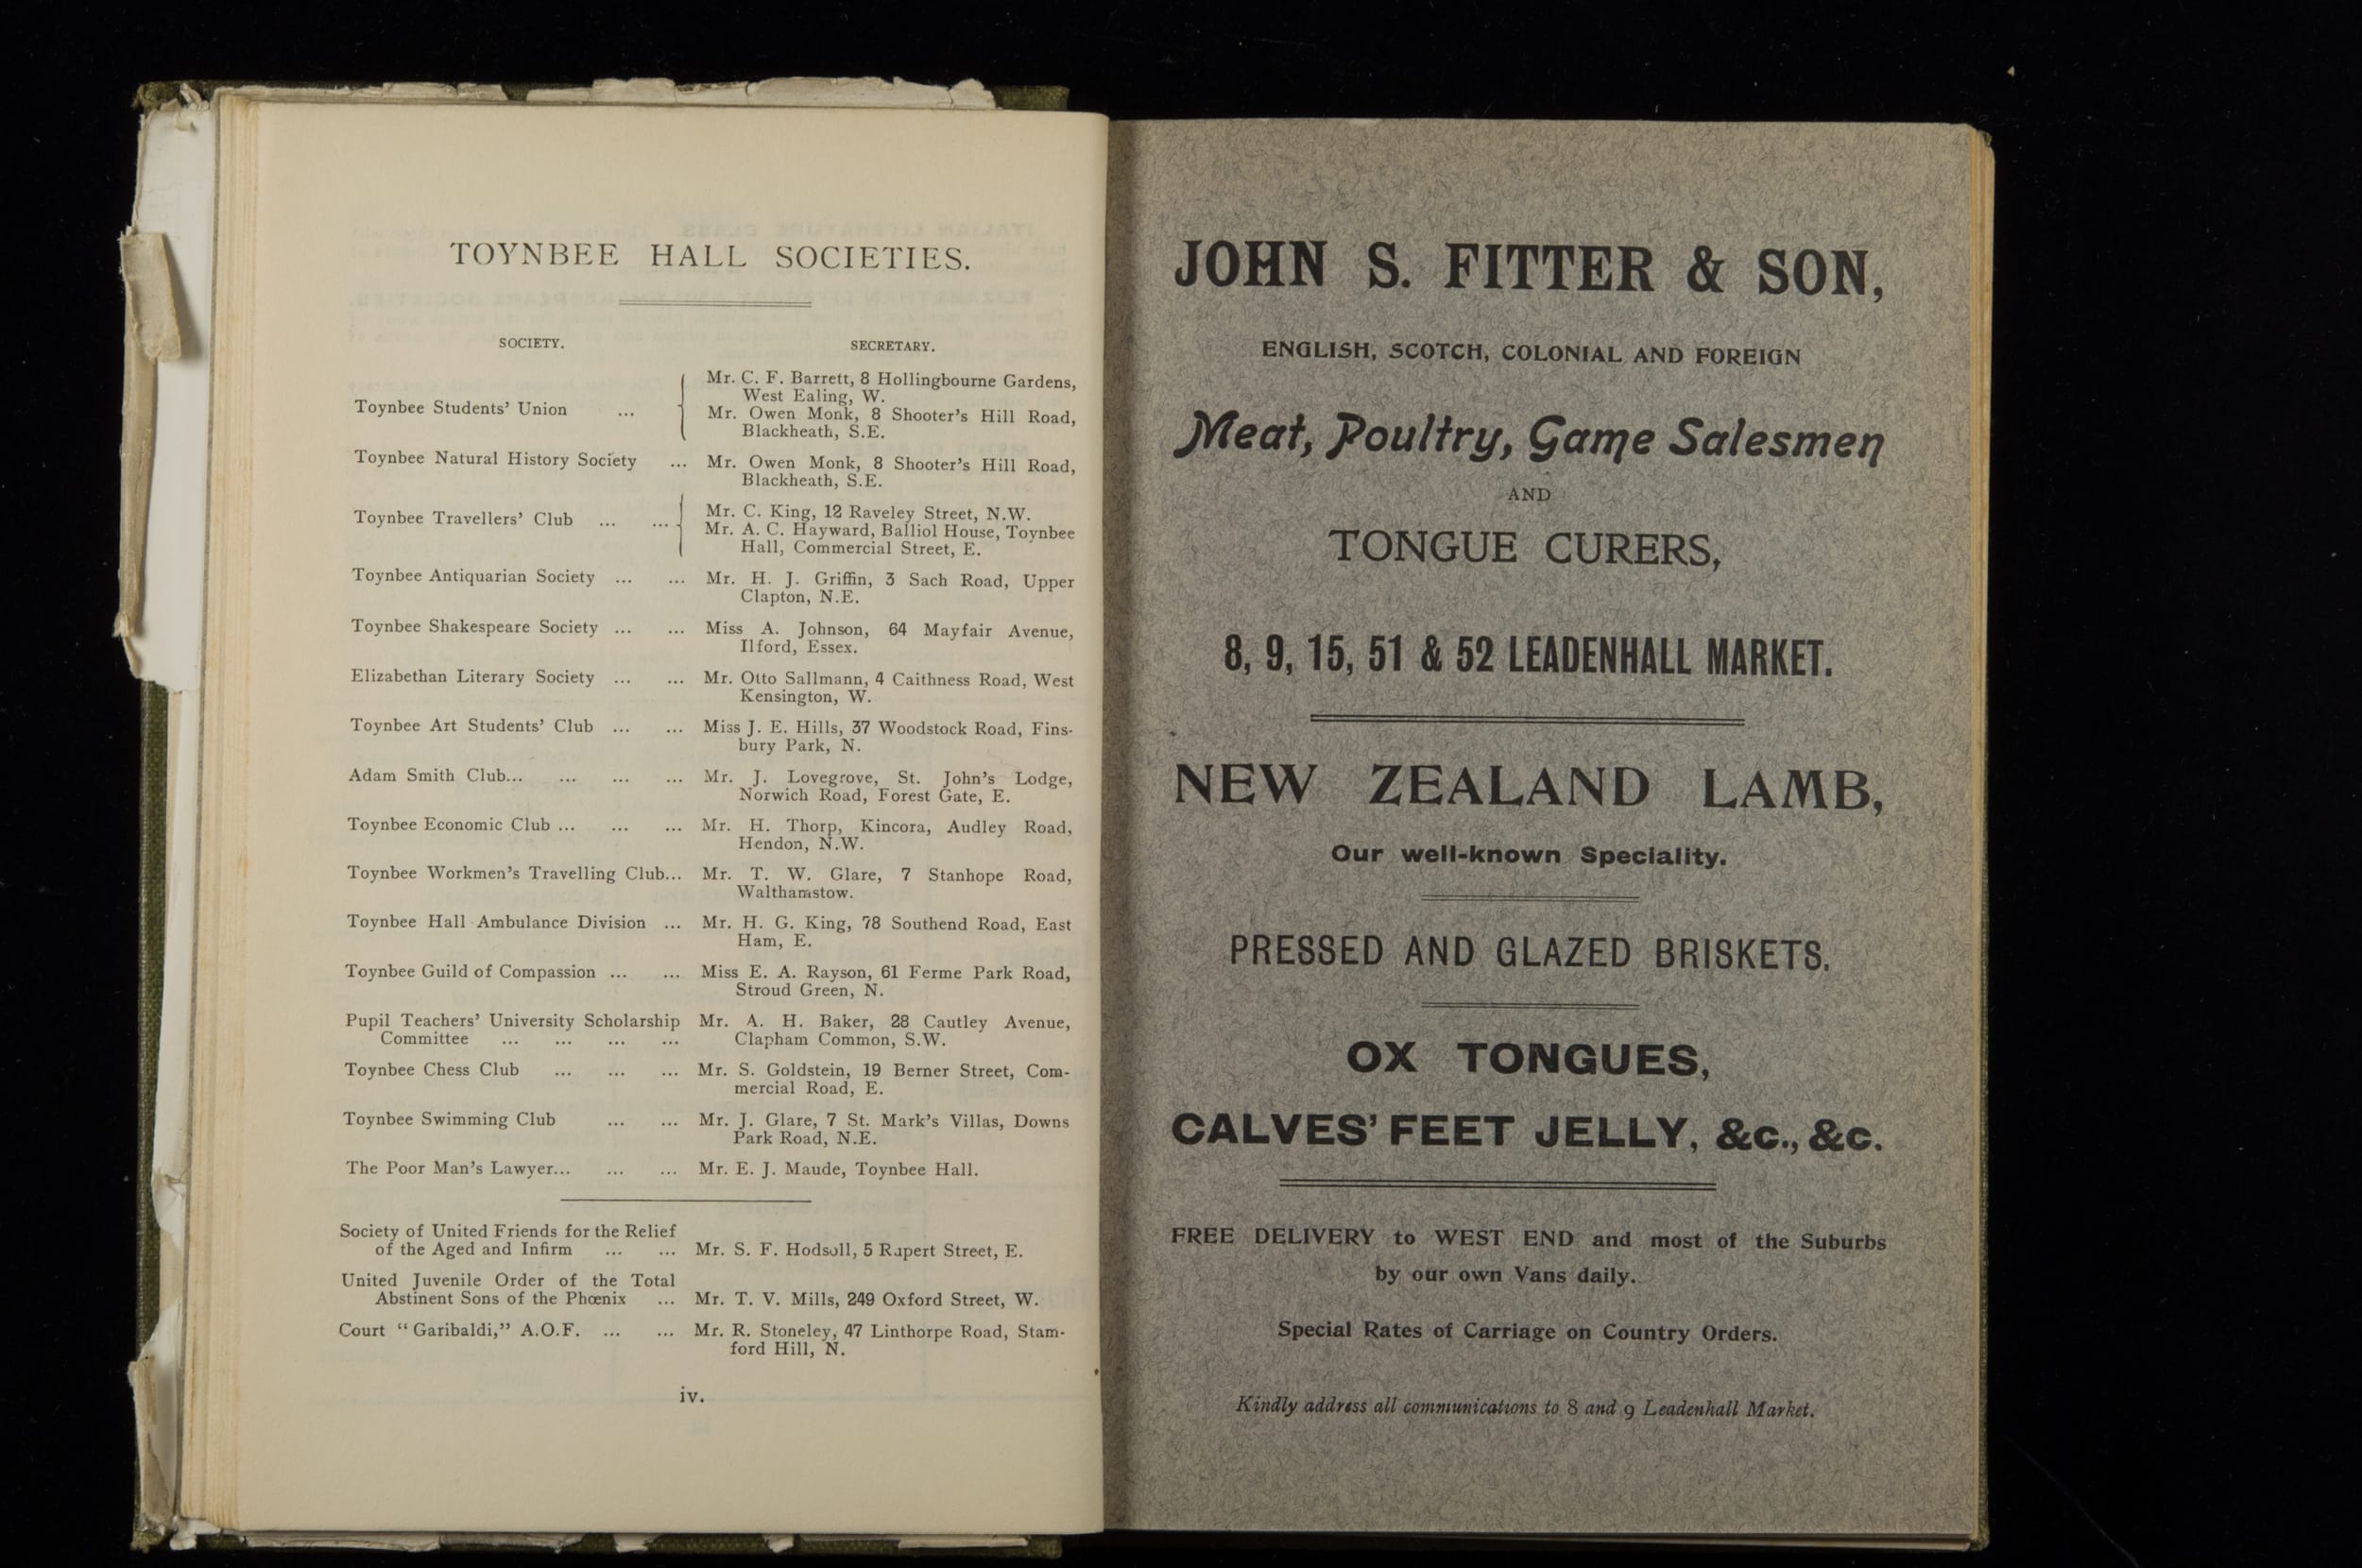 TOYNBEE HALL SOCIETIES.
SOCIETY. SECRETARY.
Toynbee Students' Union ... Mr. C. F. Barrett, 8 Hollingbourne Gardens,
West Ealing, W.
Mr. Owen Monk, 8 Shooter's Hill Road,
Blackheath, S.E.
Toynbee Natural History Society ... Mr. Owen Monk, 8 Shooter's Hill Road,
Blackheath, S.E.
Toynbee Travellers' Club ... ... Mr. C. King, 12 Raveley Street, N.W.
Mr. A. C. Hayward, Balliol House, Toynbee
Hall, Commercial Street, E.
Toynbee Antiquarian Society ... ... Mr. H. J. Griffin, 3 Sach Road, Upper
Clapton, N.E.
Toynbee Shakespeare Society ... ... Miss A. Johnson, 64 Mayfair Avenue,
Ilford, Essex.
Elizabethan Literary Society ... ... Mr. Otto Sallmann, 4 Caithness Road, West
Kensington, W.
Toynbee Art Students' Club ... ... Miss J. E. Hills, 37 Woodstock Road, Fins-
bury Park, N.
Adam Smith Club... ... ... ... Mr. J. Lovegrove, St. John's Lodge,
Norwich Road, Forest Gate, E.
Toynbee Economic Club ... ... ... Mr. H. Thorp, Kincora, Audley Road,
Hendon, N.W.
Toynbee Workmen's Travelling Club... Mr. T. W. Glare, 7 Stanhope Road,
Walthamstow.
Toynbee Hall Ambulance Division ... Mr. H. G. King, 78 Southend Road, East
Ham, E.
Toynbee Guild of Compassion ... ... Miss E. A. Rayson, 61 Ferme Park Road,
Stroud Green, N.
Pupil Teachers' University Scholarship Mr. A. H. Baker, 28 Cautley Avenue,
Committee ... ... ... ... Clapham Common, S.W.
Toynbee Chess Club ... ... ... Mr. S. Goldstein, 19 Berner Street, Com-
mercial Road, E.
Toynbee Swimming Club ... ... Mr. J. Glare, 7 St. Mark's Villas, Downs
Park Road, N.E.
The Poor Man's Lawyer... ... ... Mr. E. J. Maude, Toynbee Hall.
Society of United Friends for the Relief
of the Aged and Infirm ... ... Mr. S. F. Hodsoll, 5 Rupert Street, E.
United Juvenile Order of the Total
Abstinent Sons of the Phœnix ... Mr. T. V. Mills, 249 Oxford Street, W.
Court "Garibaldi," A.O.F. ... ... Mr. R. Stoneley, 47 Linthorpe Road, Stam-
ford Hill, N.
iv.
JOHN S. FITTER & SON,
ENGLISH, SCOTCH, COLONIAL AND FOREIGN
Meat, Poultry, Game Salesmen
AND
TONGUE CURERS,
8, 9, 15, 51 & 52 LEADENHALL MARKET.
NEW ZEALAND LAMB,
Our well-known Speciality.
PRESSED AND GLAZED BRISKETS.
OX TONGUES,
CALVES' FEET JELLY, &c., &c.
FREE DELIVERY to WEST END and most of the Suburbs
by our own Vans daily.
Special Rates of Carriage on Country Orders.
Kindly address all communications to 8 and 9 Leadenhall Market.